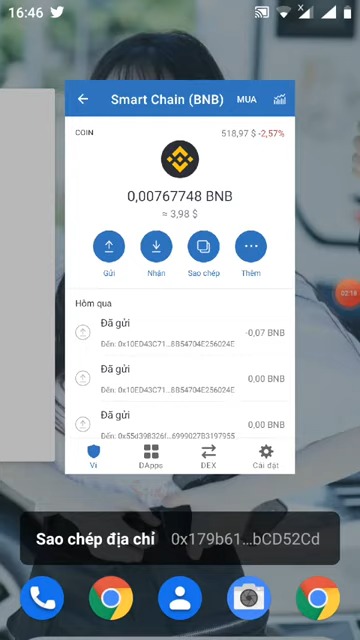 16:46
Smart Chain (BNB) MUA
COIN 518,97 $ -2,57%
0,00767748 BNB
≈ 3,98 $
Gửi Nhận Sao chép Thêm
Hôm qua
Đã gửi
-0,07 BNB
Đến: 0x10ED43C71...8B54704E256024E
Đã gửi
0,00 BNB
Đến: 0x10ED43C71...8B54704E256024E
Đã gửi
0,00 BNB
Đến: 0x55d398326f...6999027B3197955
Ví DApps DEX Cài đặt
02:16
Sao chép địa chỉ 0x179b61...bCD52Cd